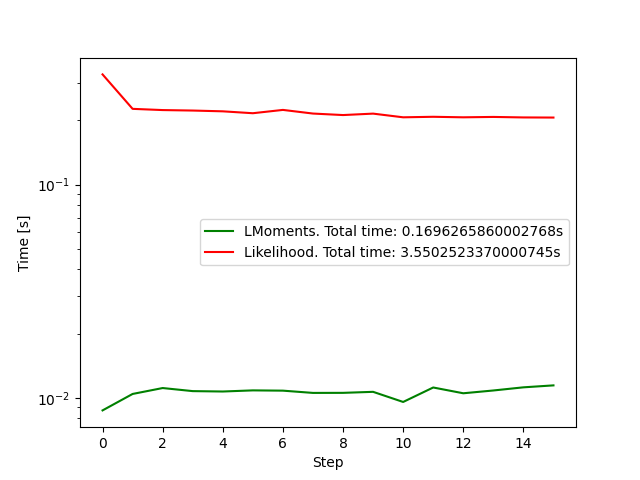 Time [s]
10⁻¹
10⁻²
LMoments. Total time: 0.1696265860002768s
Likelihood. Total time: 3.5502523370000745s
0 2 4 6 8 10 12 14
Step